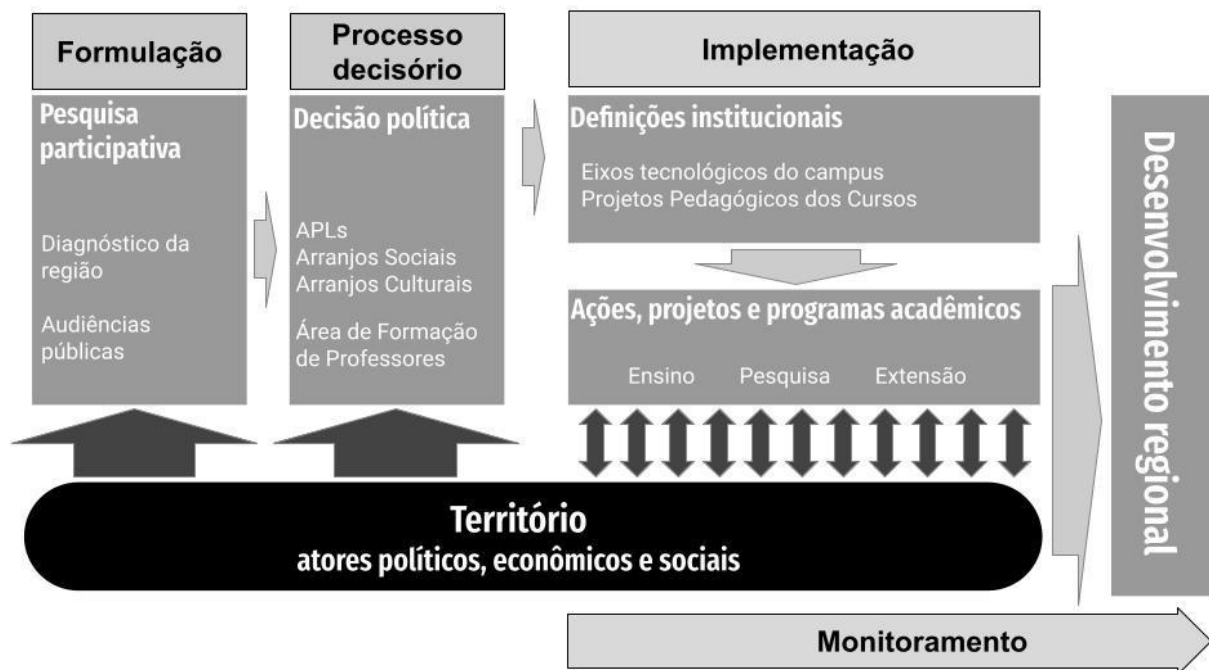 Formulação
Processo
decisório
Implementação
Pesquisa
participativa
Diagnóstico da
região
Audiências
públicas
Decisão política
APLs
Arranjos Sociais
Arranjos Culturais
Área de Formação
de Professores
Definições institucionais
Eixos tecnológicos do campus
Projetos Pedagógicos dos Cursos
Ações, projetos e programas acadêmicos
Ensino Pesquisa Extensão
Desenvolvimento regional
Território
atores políticos, econômicos e sociais
Monitoramento